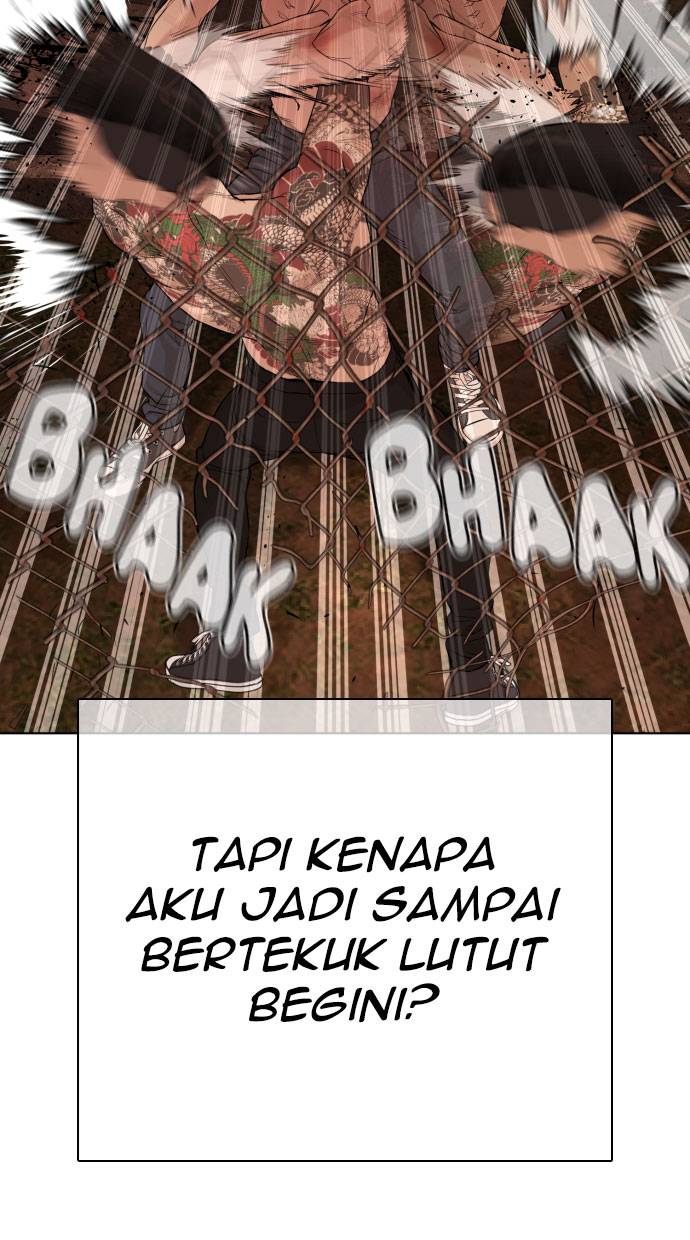 BHAAK
BHAAK
TAPI KENAPA
AKU JADI SAMPAI
BERTEKUK LUTUT
BEGINI?